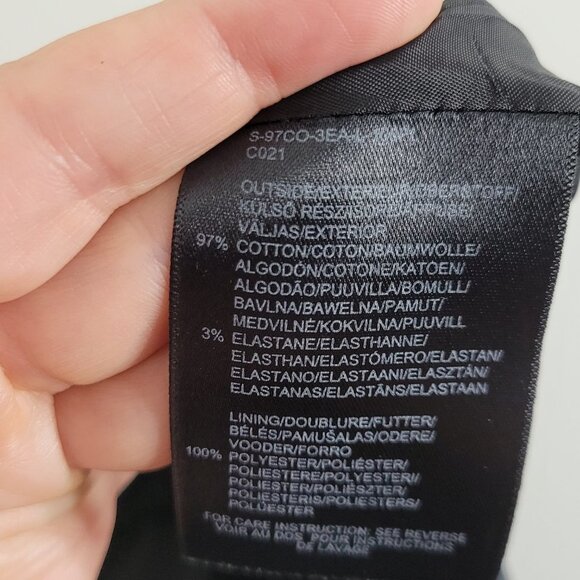 C021
OUTSIDE/EXTERIEUR/OBERSTOFF/
KÜLSŐ
VÄLJAS/EXTERIOR
97% COTTON/COTON/BAUMWOLLE/
ALGODÓN/COTONE/KATOEN/
ALGODÃO/PUUVILLA/BOMULL/
BAVLNA/BAWEŁNA/PAMUT/
MEDVILNĖ/KOKVILNA/PUUVILL
3% ELASTANE/ELASTHANNE/
ELASTHAN/ELASTÓMERO/ELASTAN/
ELASTANO/ELASTAANI/ELASZTÁN/
ELASTANAS/ELASTĀNS/ELASTAAN
LINING/DOUBLURE/FUTTER/
BÉLÉS/PAMUŠALAS/ODERE/
VOODER/FORRO
100% POLYESTER/POLIÉSTER/
POLIESTERE/POLYESTERI/
POLIESTER/POLIÉSZTER/
POLIESTERIS/POLIESTERS/
POLÜESTER
FOR CARE INSTRUCTION: SEE REVERSE
VOIR AU DOS POUR INSTRUCTIONS
DE LAVAGE